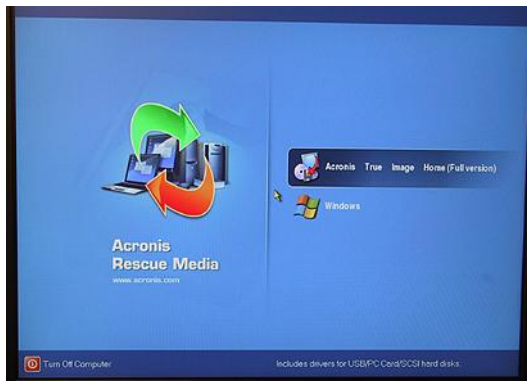 Acronis True Image Home (Full version)
Windows
Acronis
Rescue Media
www.acronis.com
Turn Off Computer
Includes drivers for USB/PC Card/SCSI hard disks.